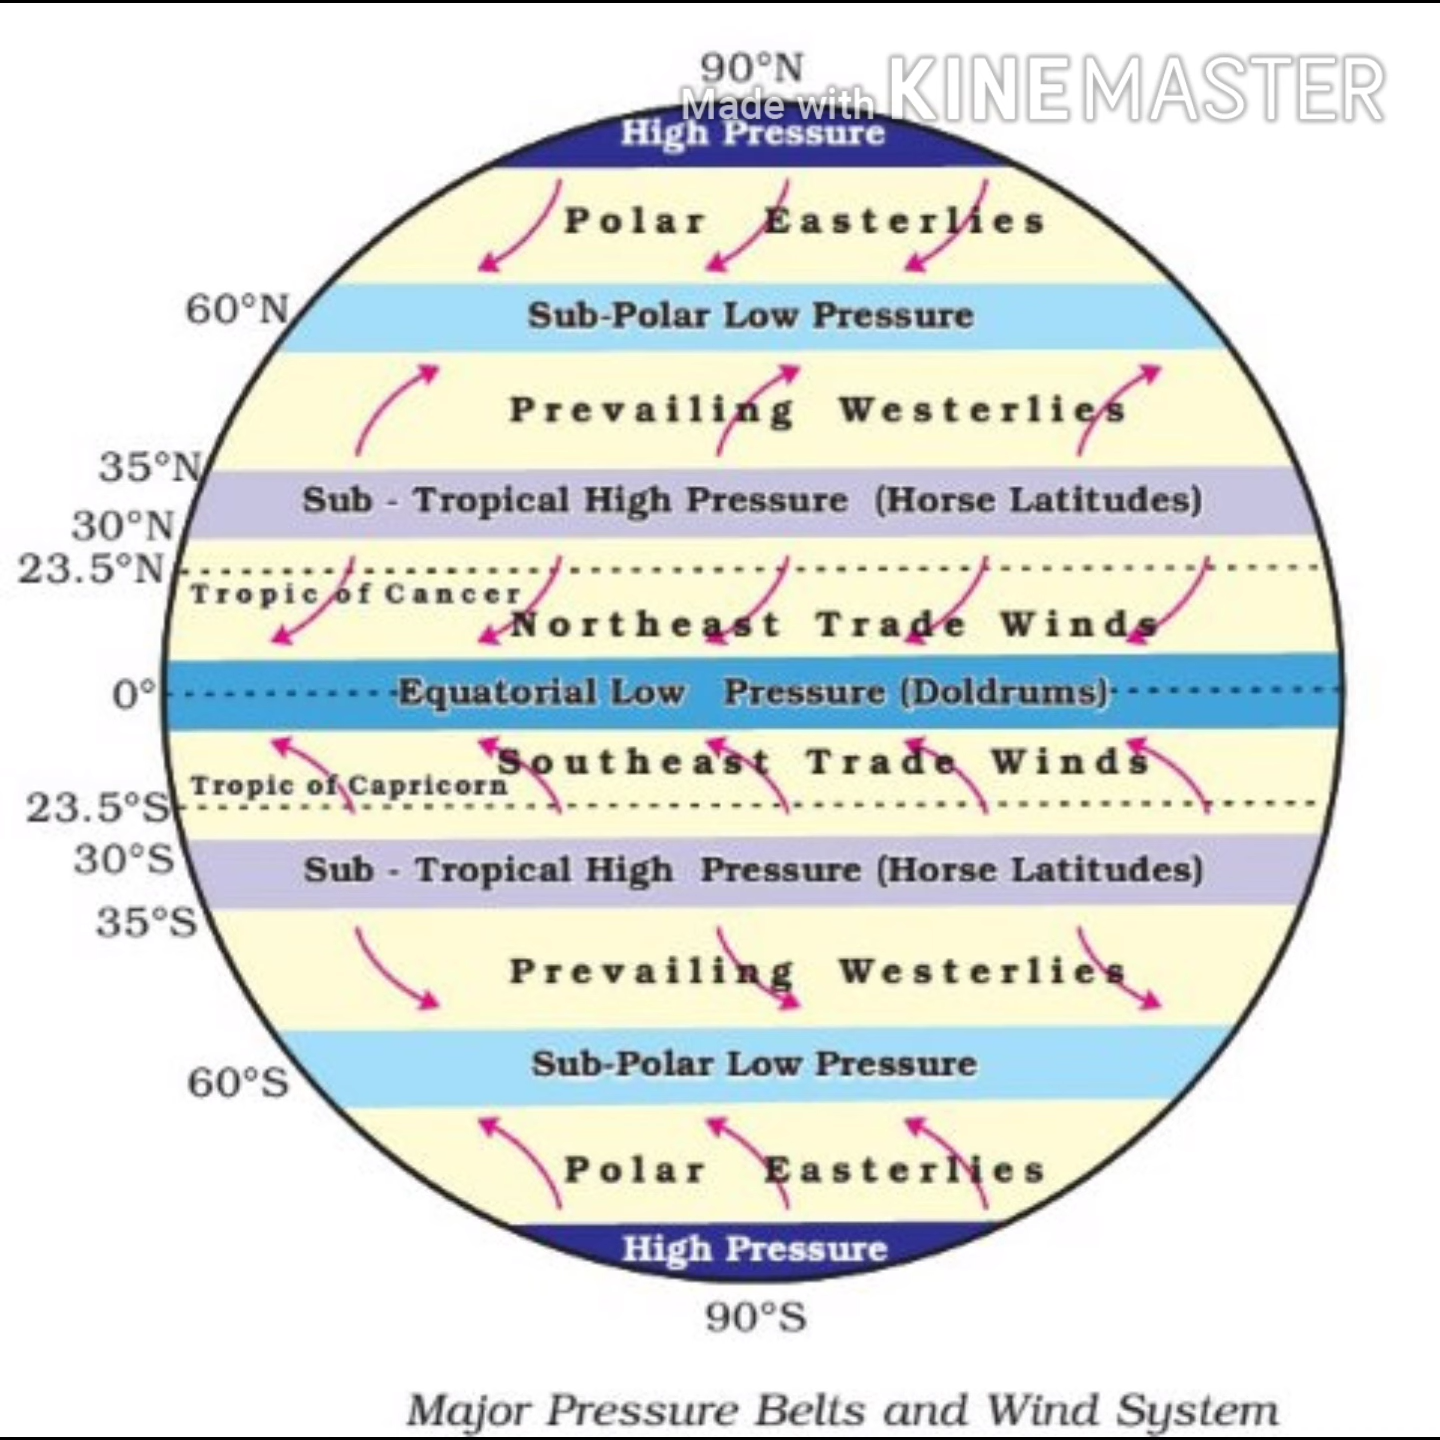 90°N
Made with KINEMASTER
High Pressure
Polar Easterlies
60°N
Sub-Polar Low Pressure
Prevailing Westerlies
35°N
Sub - Tropical High Pressure (Horse Latitudes)
30°N
23.5°N
Tropic of Cancer
Northeast Trade Winds
0°
Equatorial Low Pressure (Doldrums)
Southeast Trade Winds
Tropic of Capricorn
23.5°S
30°S
Sub - Tropical High Pressure (Horse Latitudes)
35°S
Prevailing Westerlies
Sub-Polar Low Pressure
60°S
Polar Easterlies
High Pressure
90°S
Major Pressure Belts and Wind System